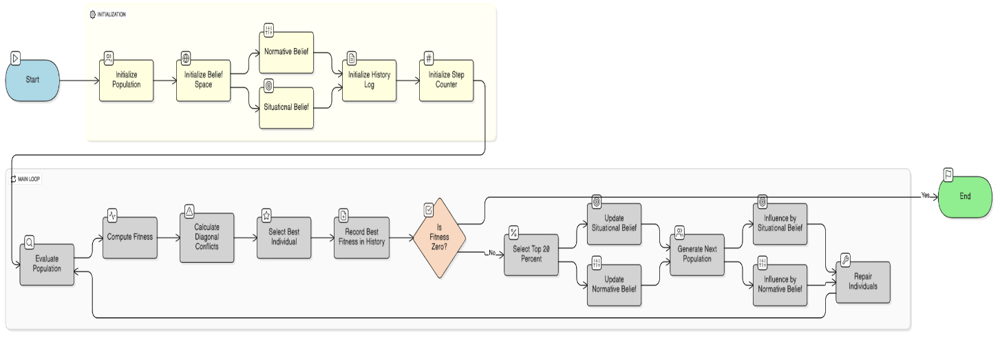 INITIALIZATION
Start
Initialize
Population
Initialize Belief
Space
Normative Belief
Situational Belief
Initialize History
Log
#
Initialize Step
Counter
MAIN LOOP
Evaluate
Population
Compute Fitness
Calculate
Diagonal
Conflicts
Select Best
Individual
Record Best
Fitness in History
Is
Fitness
Zero?
Yes
End
No
%
Select Top 20
Percent
Update
Situational Belief
Update
Normative Belief
Generate Next
Population
Influence by
Situational Belief
Influence by
Normative Belief
Repair
Individuals